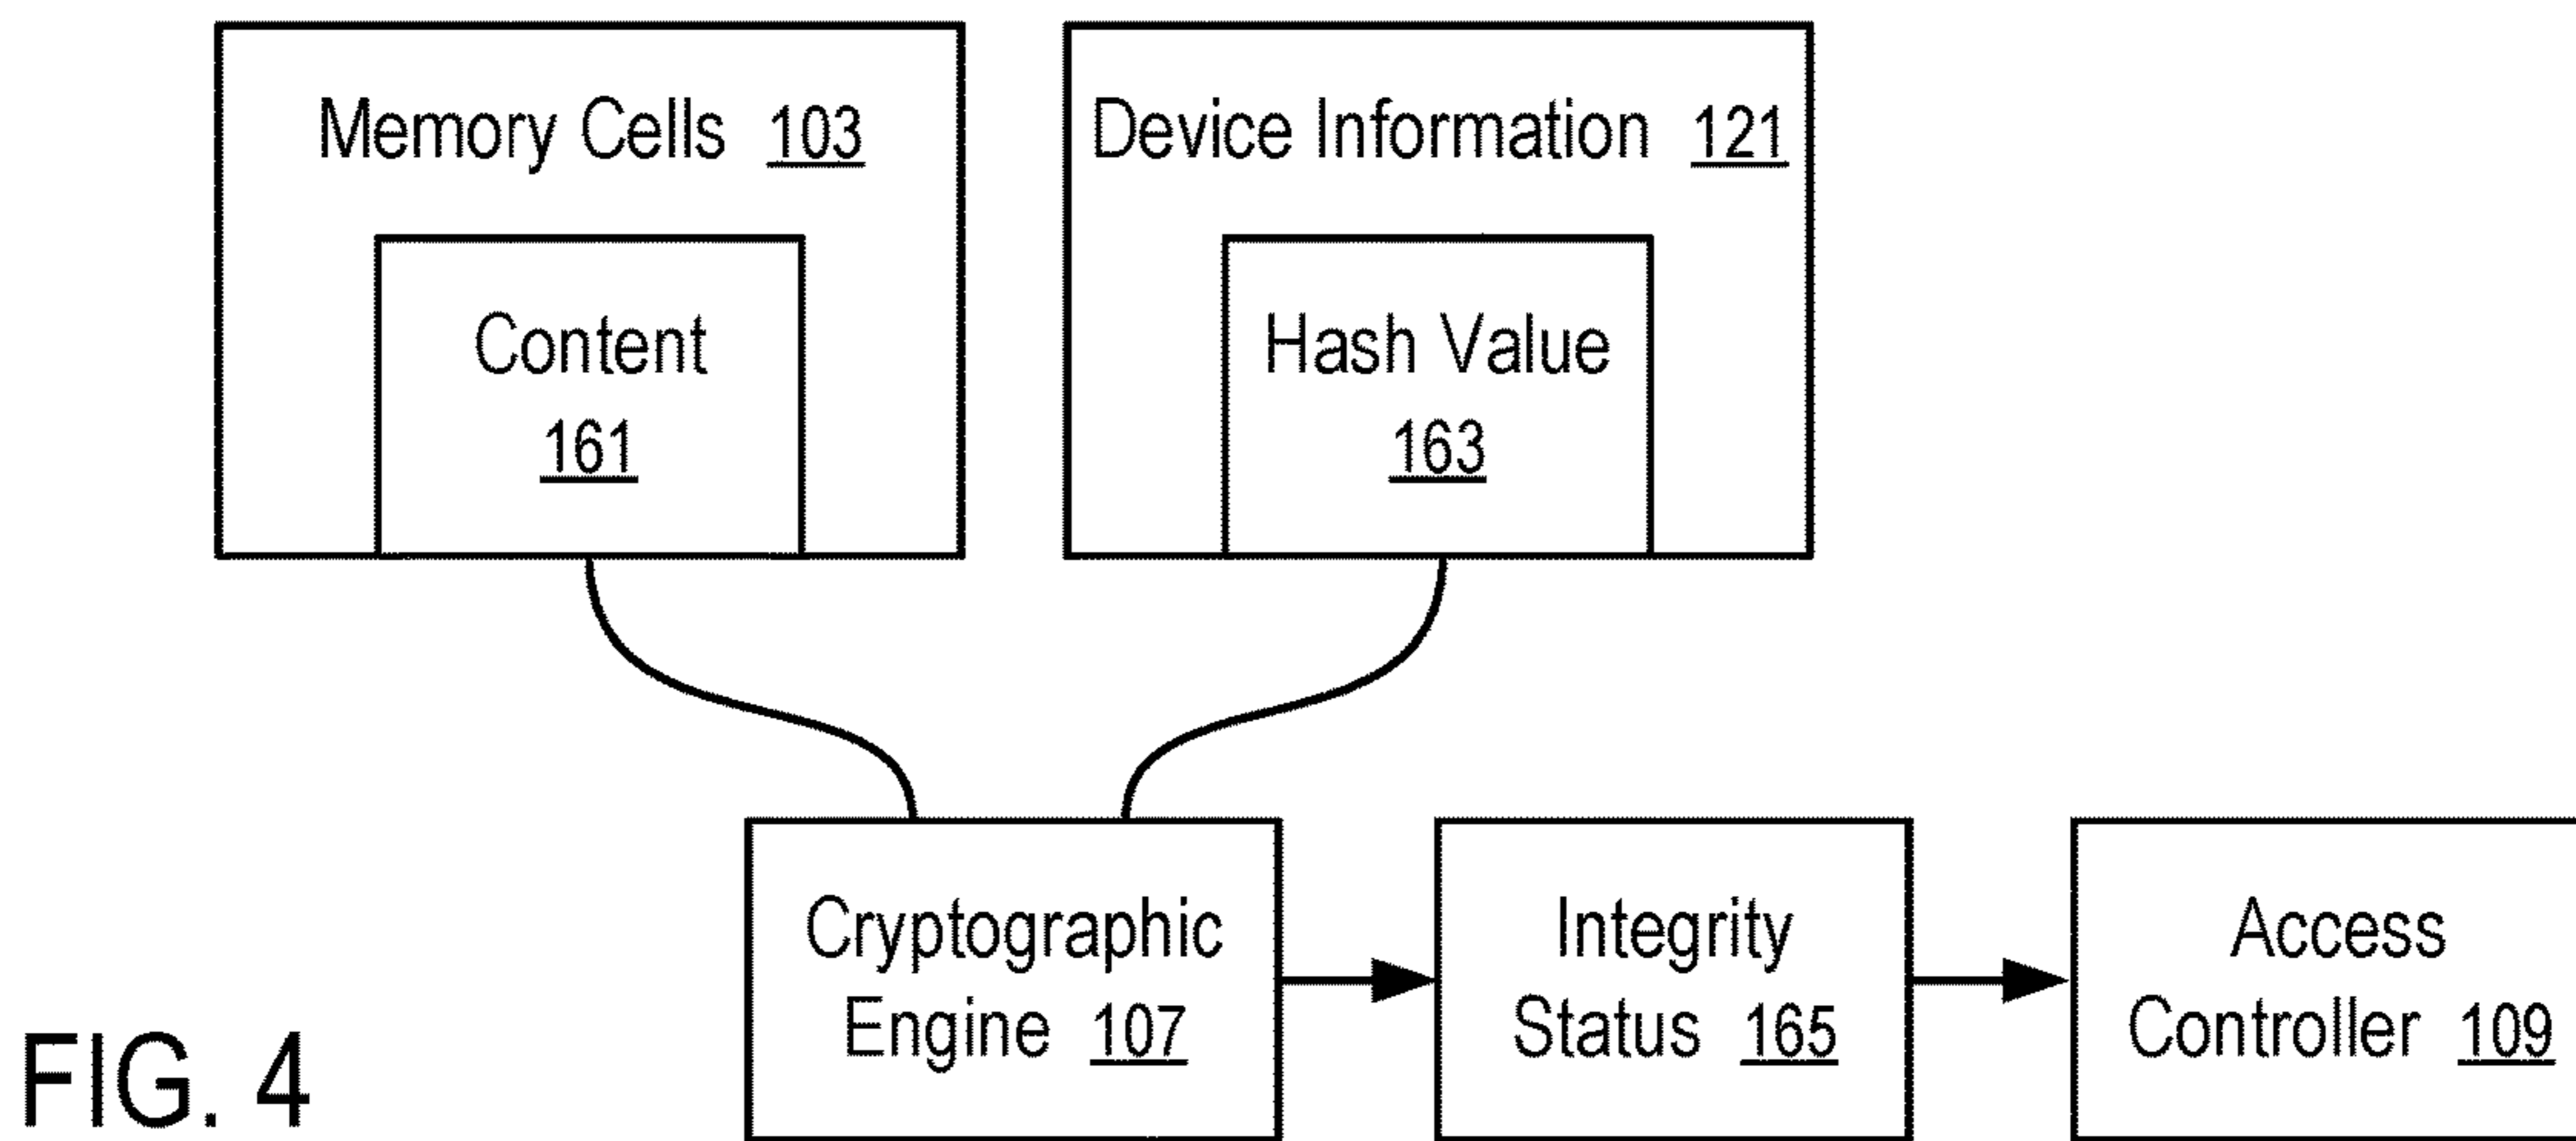 Memory Cells 103
Device Information 121
Content
161
Hash Value
163
Cryptographic
Engine 107
Integrity
Status 165
Access
Controller 109
FIG. 4